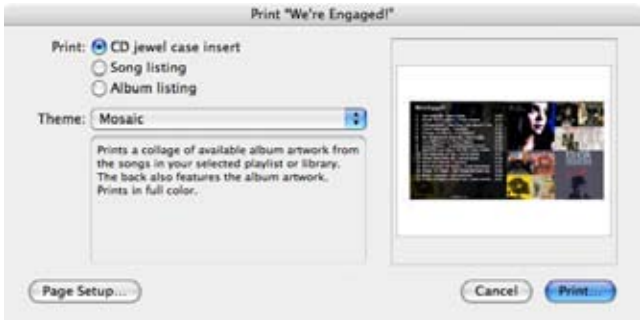 Print "We're Engaged!"
Print: CD jewel case insert
Song listing
Album listing
Theme: Mosaic
Prints a collage of available album artwork from
the songs in your selected playlist or library.
The back also features the album artwork.
Prints in full color.
Page Setup...
Cancel
Print...